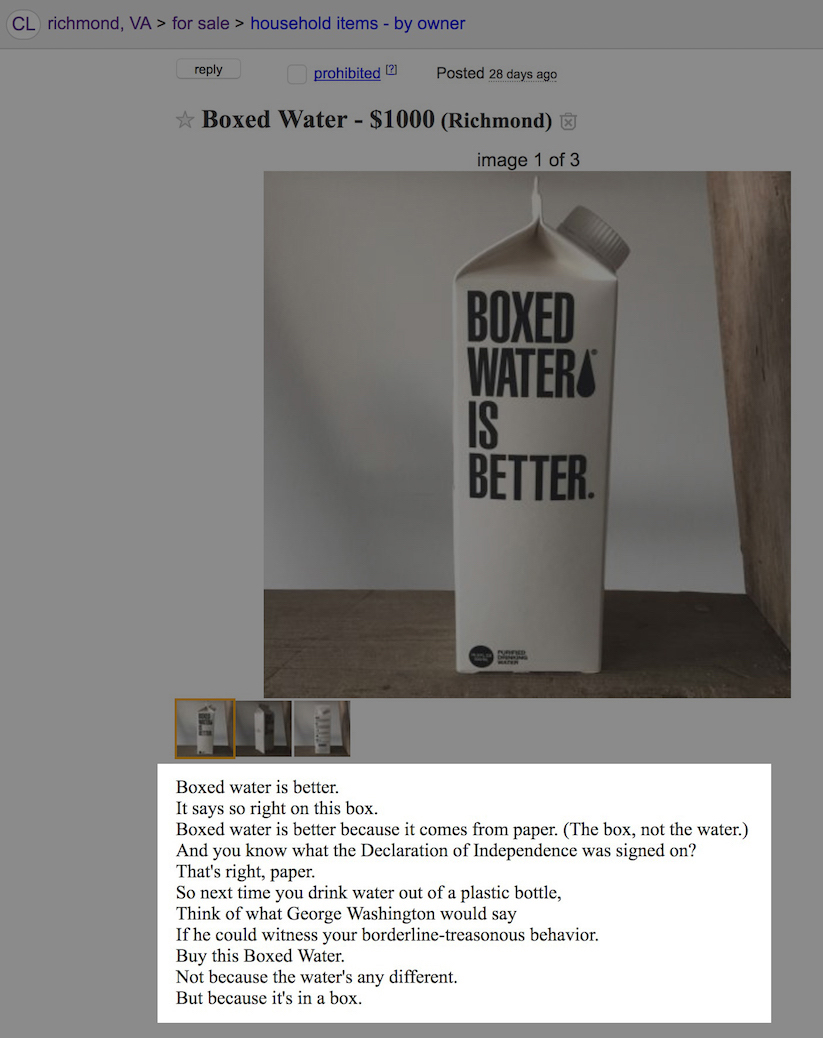 CL richmond, VA > for sale > household items - by owner
reply prohibited [?] Posted 28 days ago
Boxed Water - $1000 (Richmond)
image 1 of 3
BOXED
WATER
IS
BETTER.
PURIFIED
DRINKING
WATER
Boxed water is better.
It says so right on this box.
Boxed water is better because it comes from paper. (The box, not the water.)
And you know what the Declaration of Independence was signed on?
That's right, paper.
So next time you drink water out of a plastic bottle,
Think of what George Washington would say
If he could witness your borderline-treasonous behavior.
Buy this Boxed Water.
Not because the water's any different.
But because it's in a box.